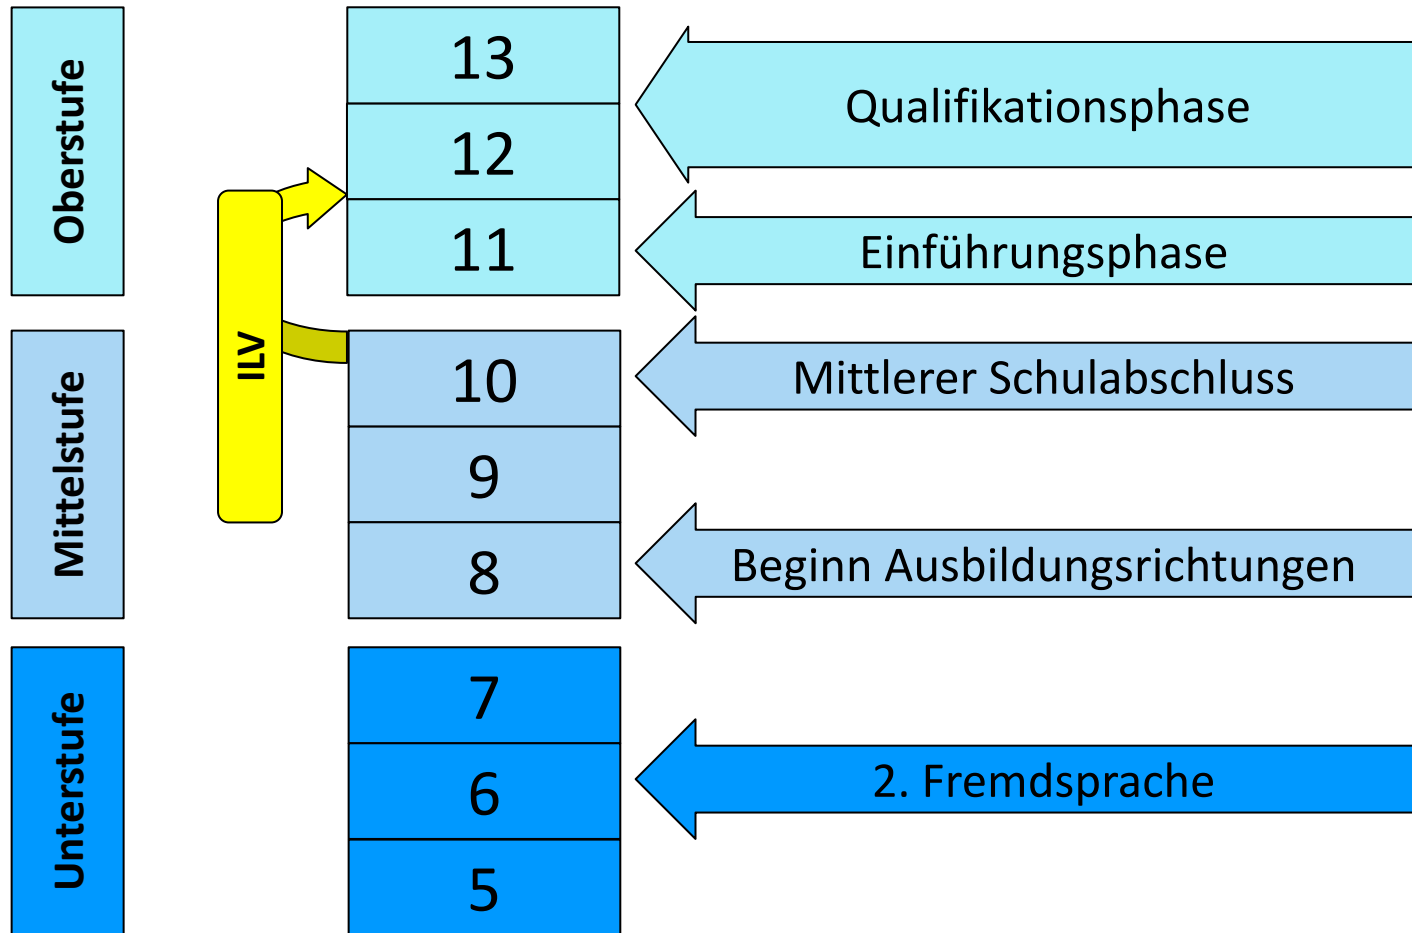 Oberstufe
13
Qualifikationsphase
12
11
Einführungsphase
ILV
Mittelstufe
10
Mittlerer Schulabschluss
9
8
Beginn Ausbildungsrichtungen
Unterstufe
7
6
2. Fremdsprache
5